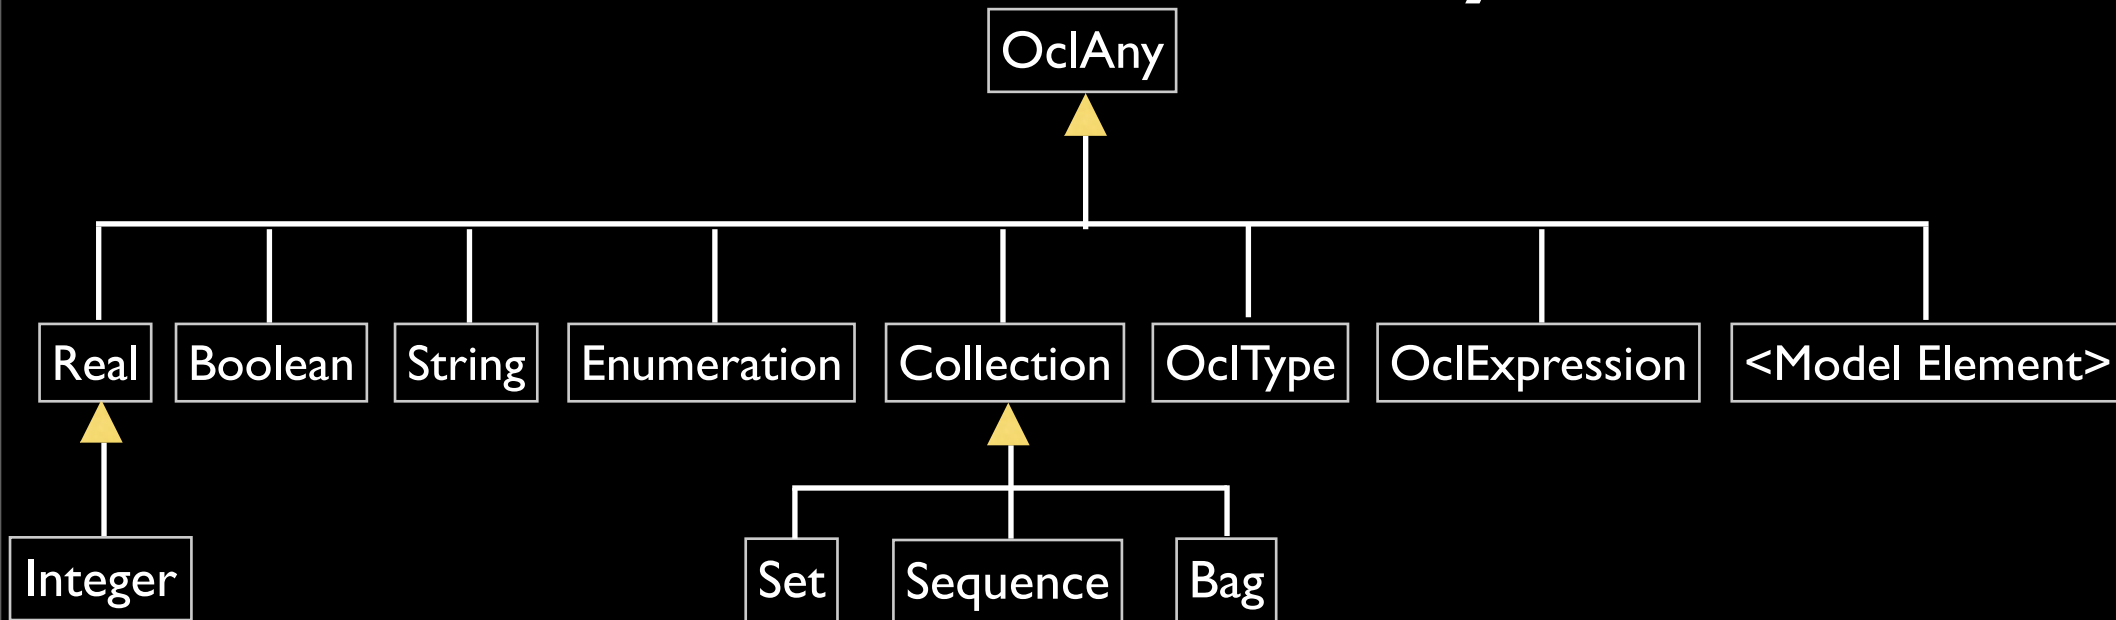 OclAny
Real
Boolean
String
Enumeration
Collection
OclType
OclExpression
<Model Element>
Integer
Set
Sequence
Bag